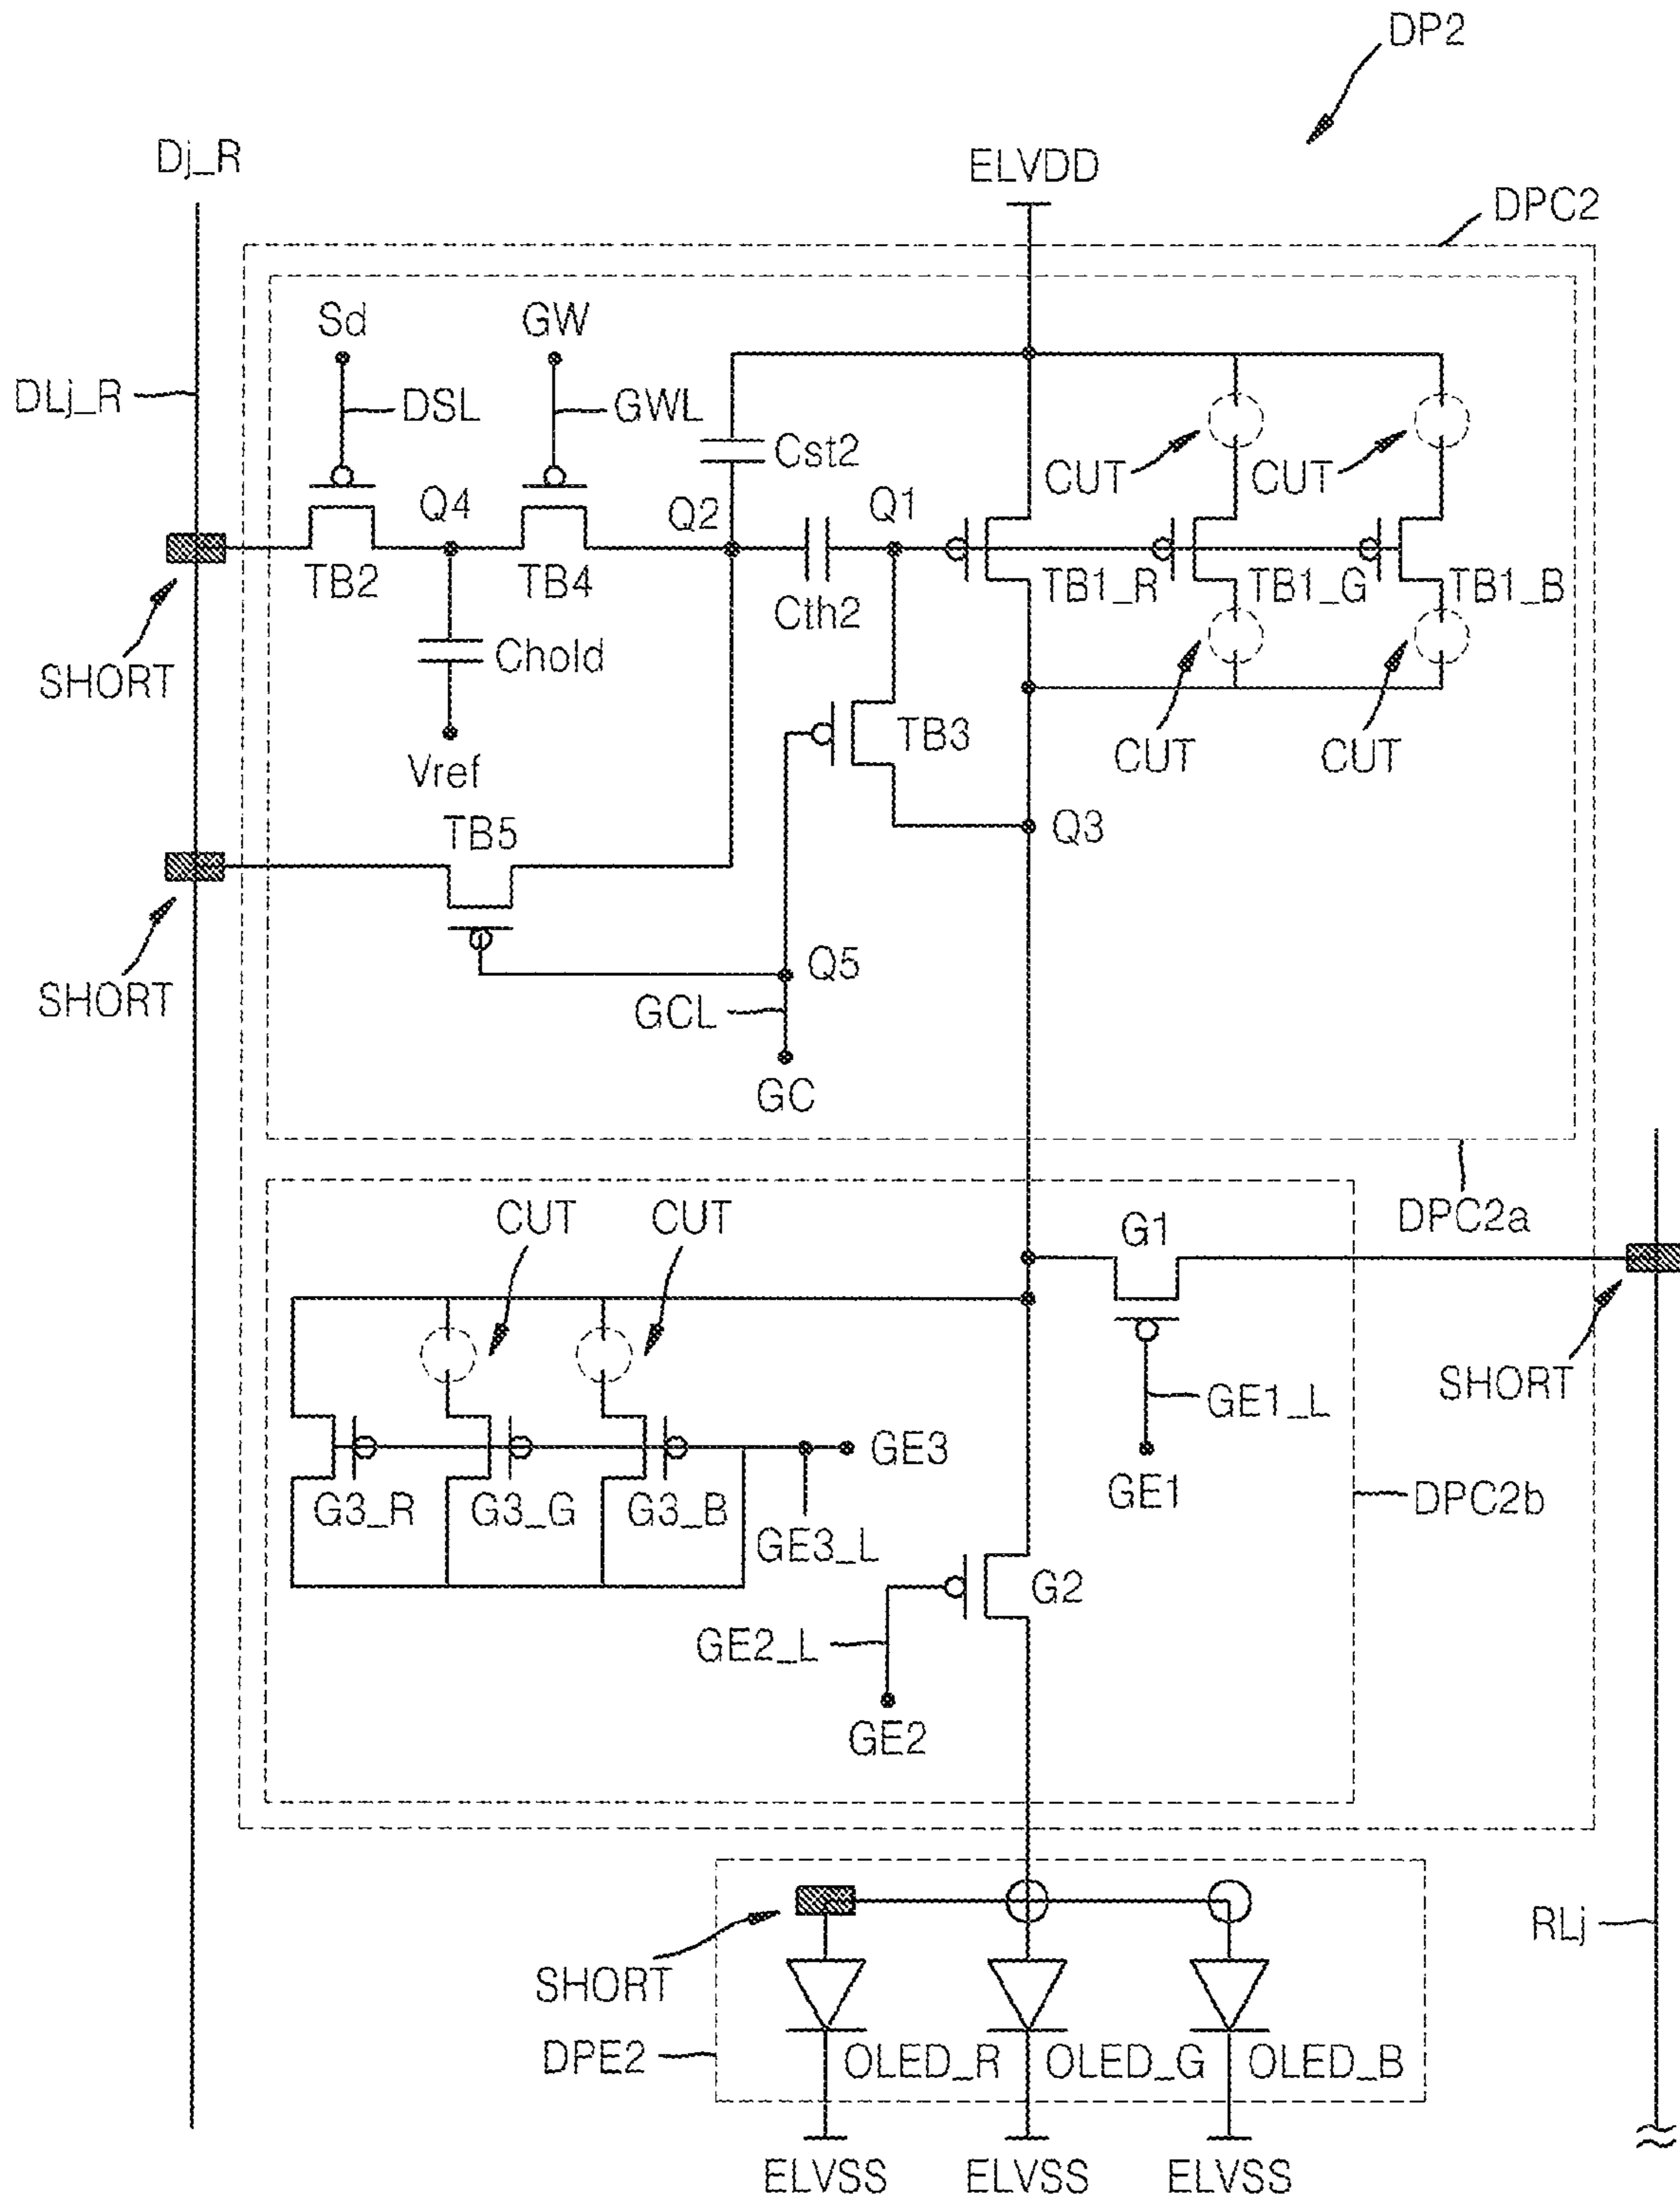 DP2
Dj_R
ELVDD
DPC2
Sd
GW
DLj_R
DSL
GWL
Cst2
CUT
CUT
Q4
Q2
Q1
TB2
TB4
TB1_R
TB1_G
TB1_B
Cth2
SHORT
Chold
TB3
CUT
CUT
Vref
TB5
Q3
Q5
SHORT
GCL
GC
CUT
CUT
G1
DPC2a
SHORT
GE1_L
GE3
G3_R
G3_G
G3_B
GE1
DPC2b
GE3_L
G2
GE2_L
GE2
RLj
SHORT
DPE2
OLED_R
OLED_G
OLED_B
ELVSS
ELVSS
ELVSS